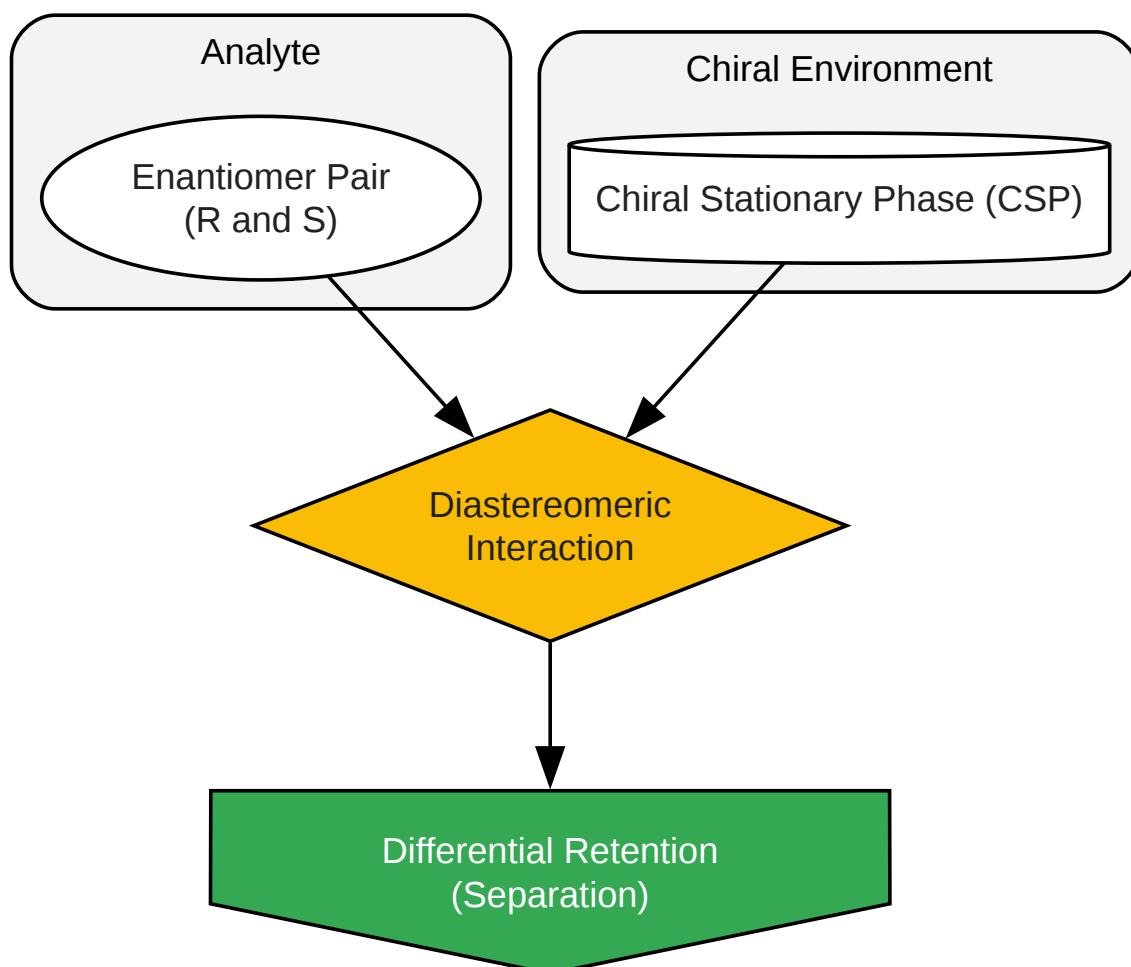 Analyte
Enantiomer Pair
(R and S)
Chiral Environment
Chiral Stationary Phase (CSP)
Diastereomeric
Interaction
Differential Retention
(Separation)